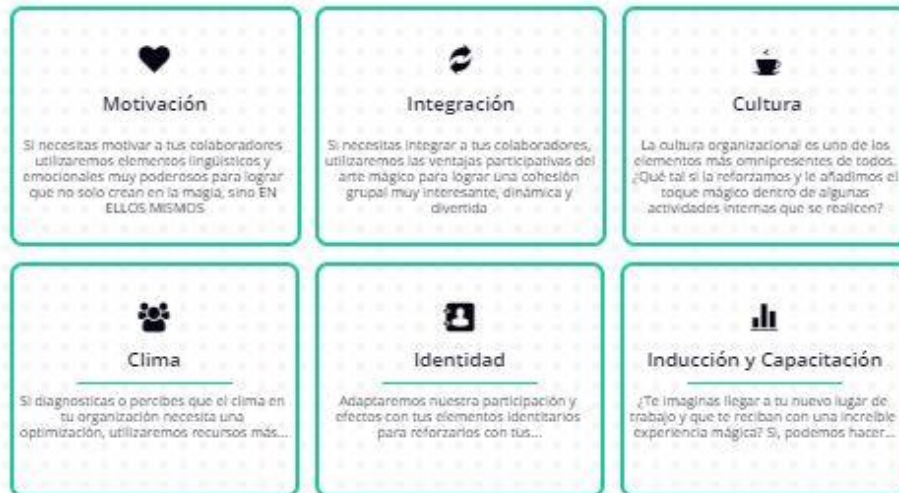 Motivación
Si necesitas motivar a tus colaboradores
utilizaremos elementos lingüísticos y
emocionales muy poderosos para lograr
que no solo crean en la magia, sino EN
ELLOS MISMOS
Integración
Si necesitas integrar a tus colaboradores,
utilizaremos las ventajas participativas del
arte mágico para lograr una cohesión
grupal muy interesante, dinámica y
divertida
Cultura
La cultura organizacional es uno de los
elementos más omnipresentes de todos.
¿Qué tal si la reforzamos y le añadimos el
toque mágico dentro de algunas
actividades internas que se realicen?
Clima
Si diagnosticas o percibes que el clima en
tu organización necesita una
optimización, utilizaremos recursos más...
Identidad
Adaptaremos nuestra participación y
efectos con tus elementos identitarios
para reforzarlos con tus...
Inducción y Capacitación
¿Te imaginas llegar a tu nuevo lugar de
trabajo y que te reciban con una increíble
experiencia mágica? Si, podemos hacer...